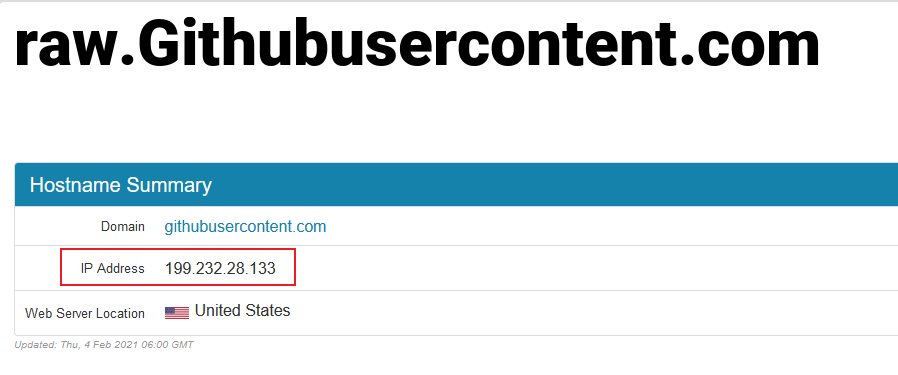 raw.Githubusercontent.com
Hostname Summary
Domain githubusercontent.com
IP Address 199.232.28.133
Web Server Location United States
Updated: Thu, 4 Feb 2021 06:00 GMT